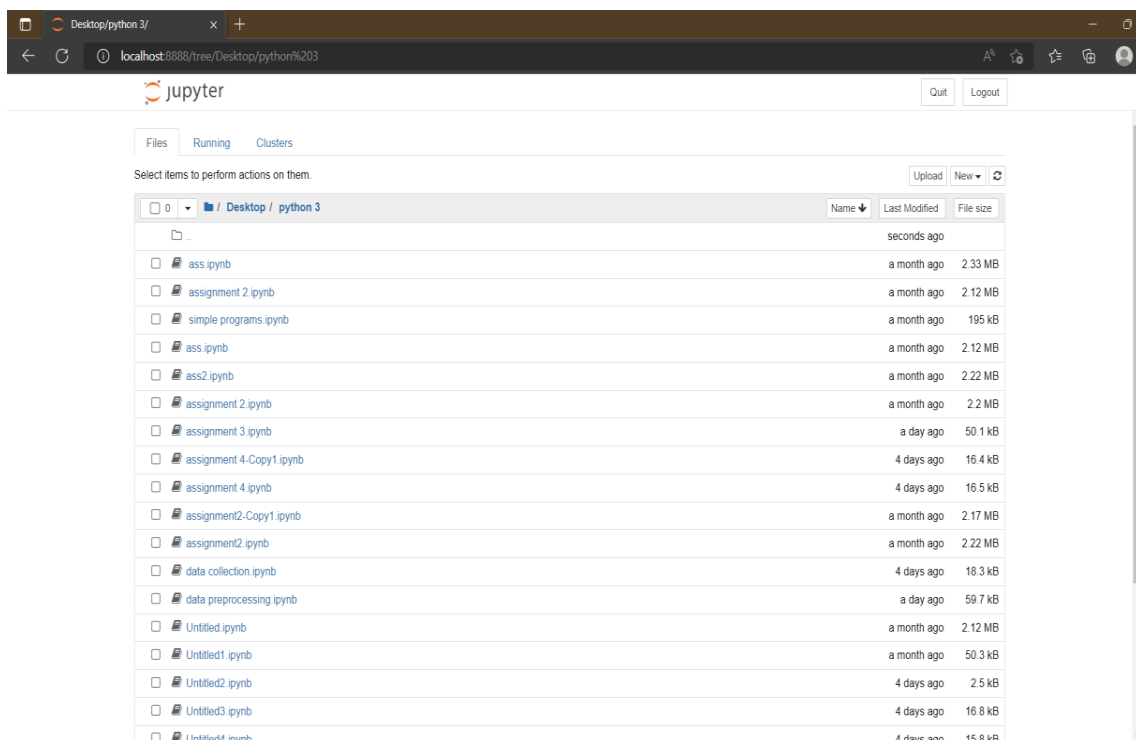 Desktop/python 3/
localhost:8888/tree/Desktop/python%203
jupyter
Quit Logout
Files Running Clusters
Select items to perform actions on them.
Upload New
0 / Desktop / python 3 Name Last Modified File size
.. seconds ago
ass.ipynb a month ago 2.33 MB
assignment 2.ipynb a month ago 2.12 MB
simple programs.ipynb a month ago 195 kB
ass.ipynb a month ago 2.12 MB
ass2.ipynb a month ago 2.22 MB
assignment 2.ipynb a month ago 2.2 MB
assignment 3.ipynb a day ago 50.1 kB
assignment 4-Copy1.ipynb 4 days ago 16.4 kB
assignment 4.ipynb 4 days ago 16.5 kB
assignment2-Copy1.ipynb a month ago 2.17 MB
assignment2.ipynb a month ago 2.22 MB
data collection.ipynb 4 days ago 18.3 kB
data preprocessing.ipynb a day ago 59.7 kB
Untitled.ipynb a month ago 2.12 MB
Untitled1.ipynb a month ago 50.3 kB
Untitled2.ipynb 4 days ago 2.5 kB
Untitled3.ipynb 4 days ago 16.8 kB
Untitled4.ipynb 4 days ago 15.8 kB